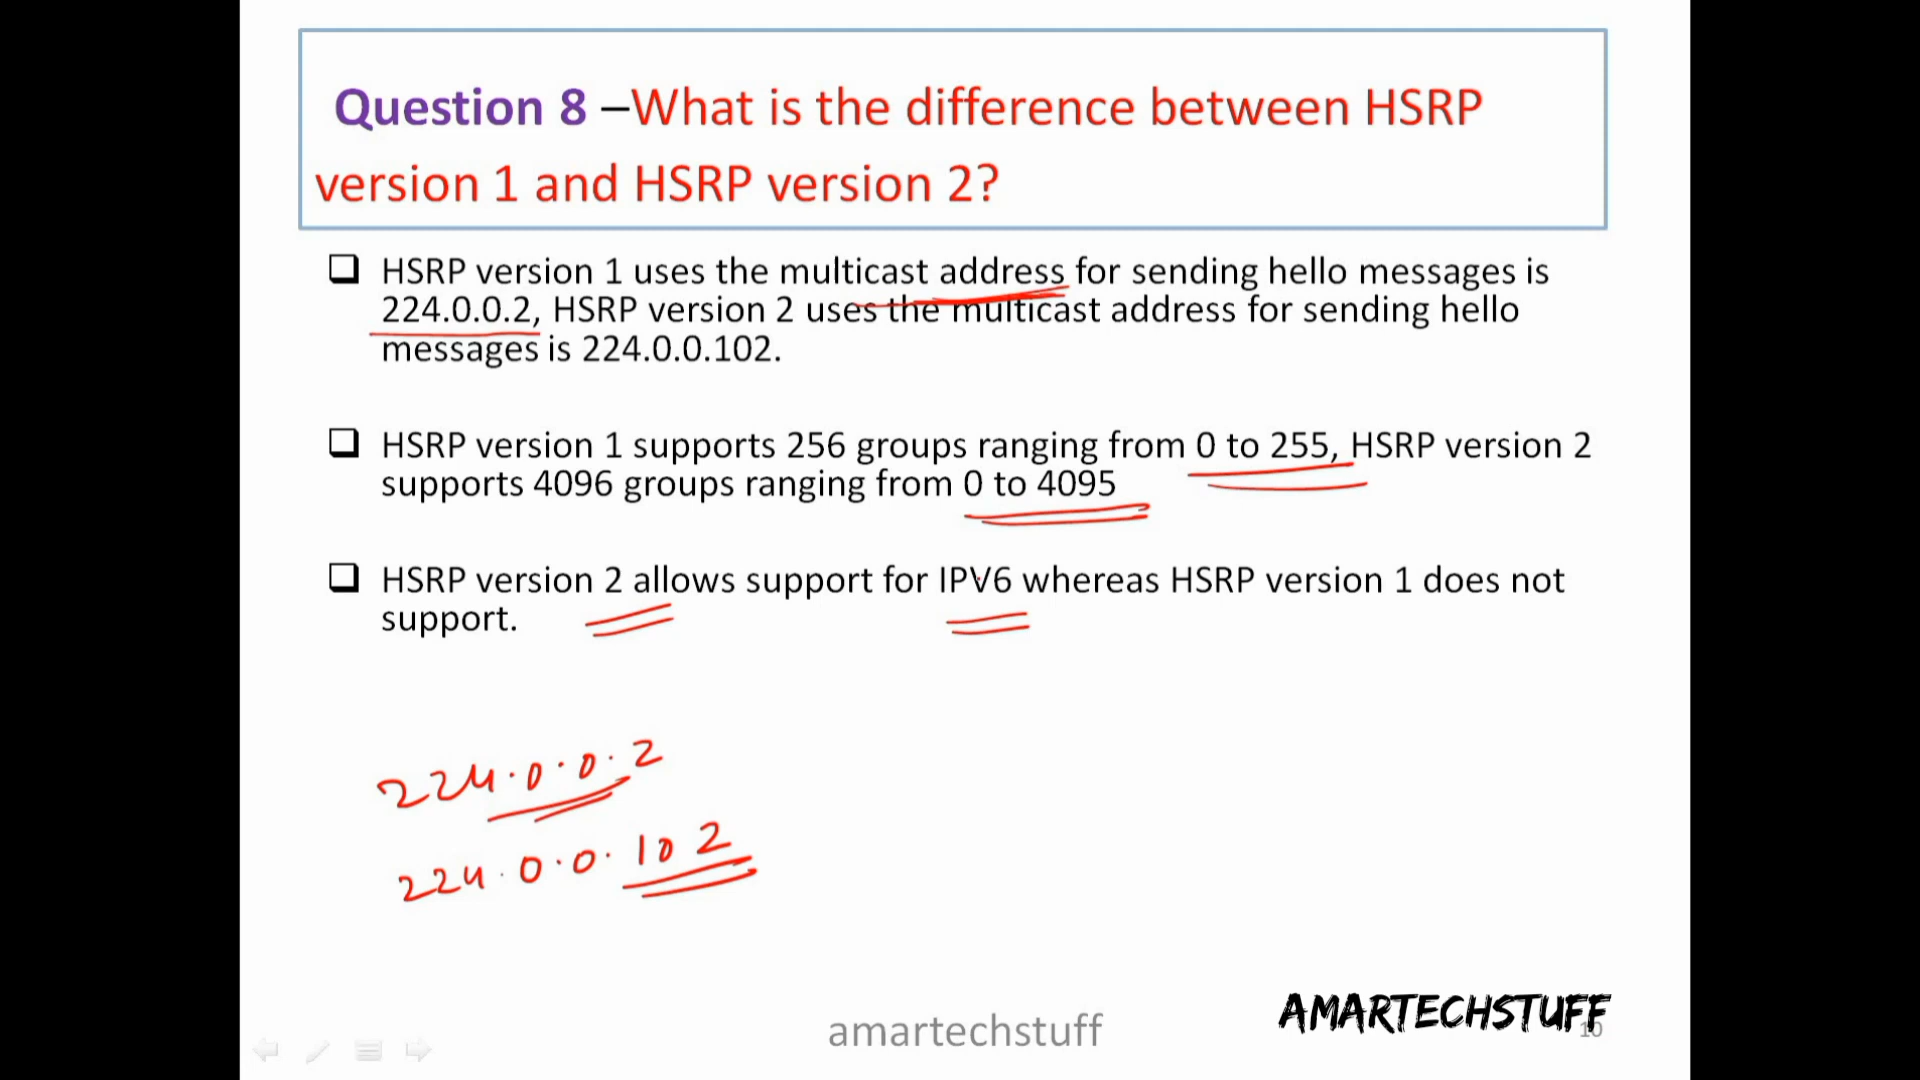 Question 8 –What is the difference between HSRP
version 1 and HSRP version 2?
HSRP version 1 uses the multicast address for sending hello messages is
224.0.0.2, HSRP version 2 uses the multicast address for sending hello
messages is 224.0.0.102.
HSRP version 1 supports 256 groups ranging from 0 to 255, HSRP version 2
supports 4096 groups ranging from 0 to 4095
HSRP version 2 allows support for IPV6 whereas HSRP version 1 does not
support.
224.0.0.2
224.0.0.102
amartechstuff
AMARTECHSTUFF
10